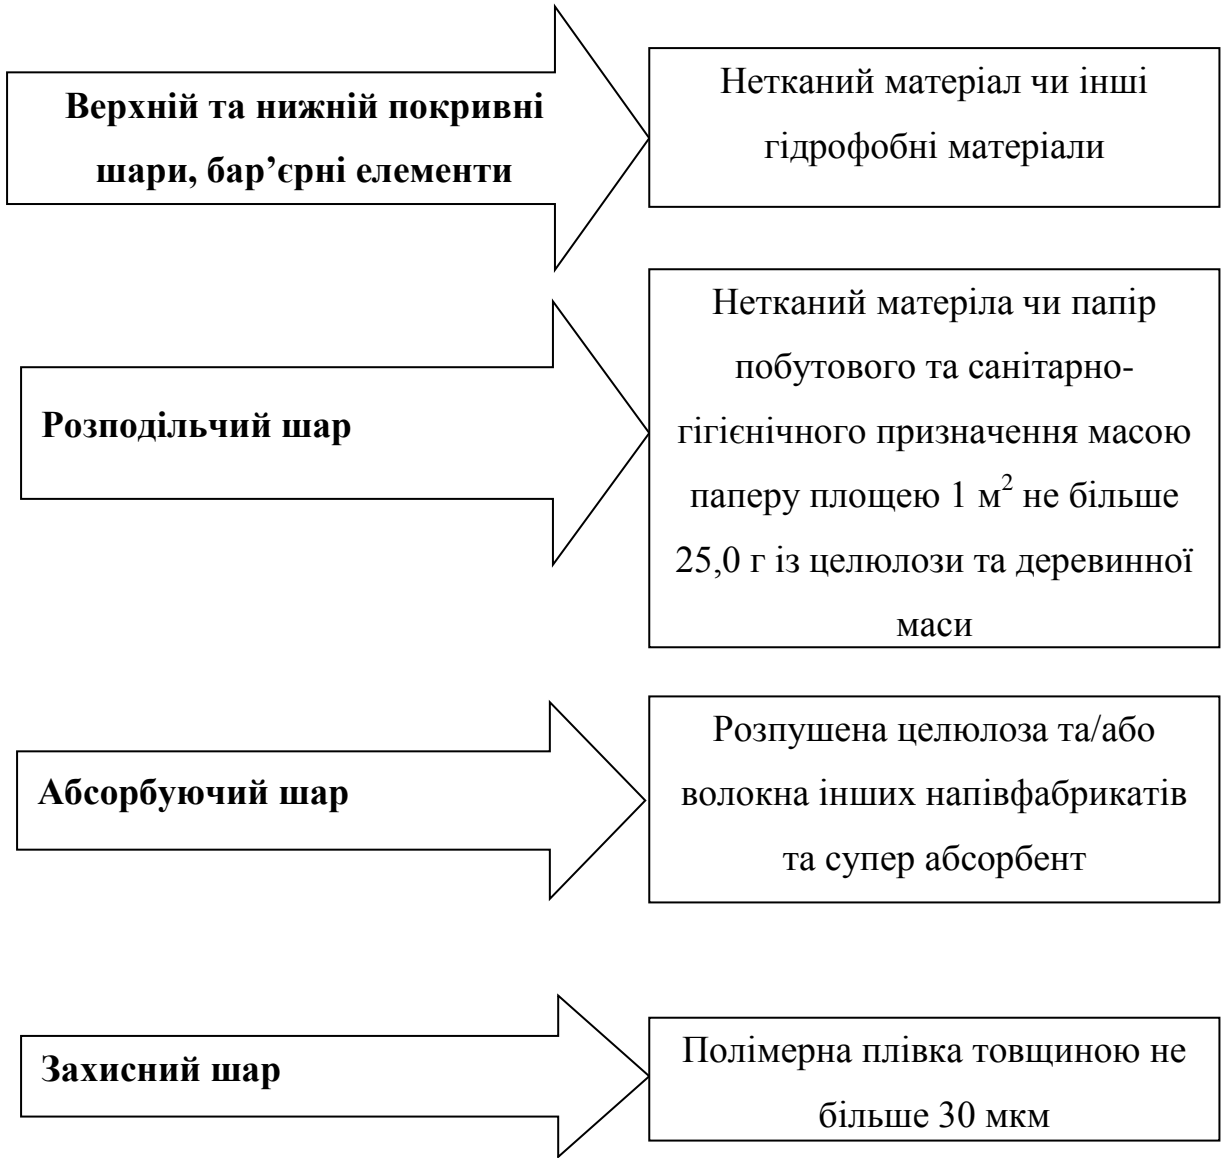 Верхній та нижній покривні
шари, бар’єрні елементи
Нетканий матеріал чи інші
гідрофобні матеріали
Розподільчий шар
Нетканий матеріла чи папір
побутового та санітарно-
гігієнічного призначення масою
паперу площею 1 м² не більше
25,0 г із целюлози та деревинної
маси
Абсорбуючий шар
Розпушена целюлоза та/або
волокна інших напівфабрикатів
та супер абсорбент
Захисний шар
Полімерна плівка товщиною не
більше 30 мкм